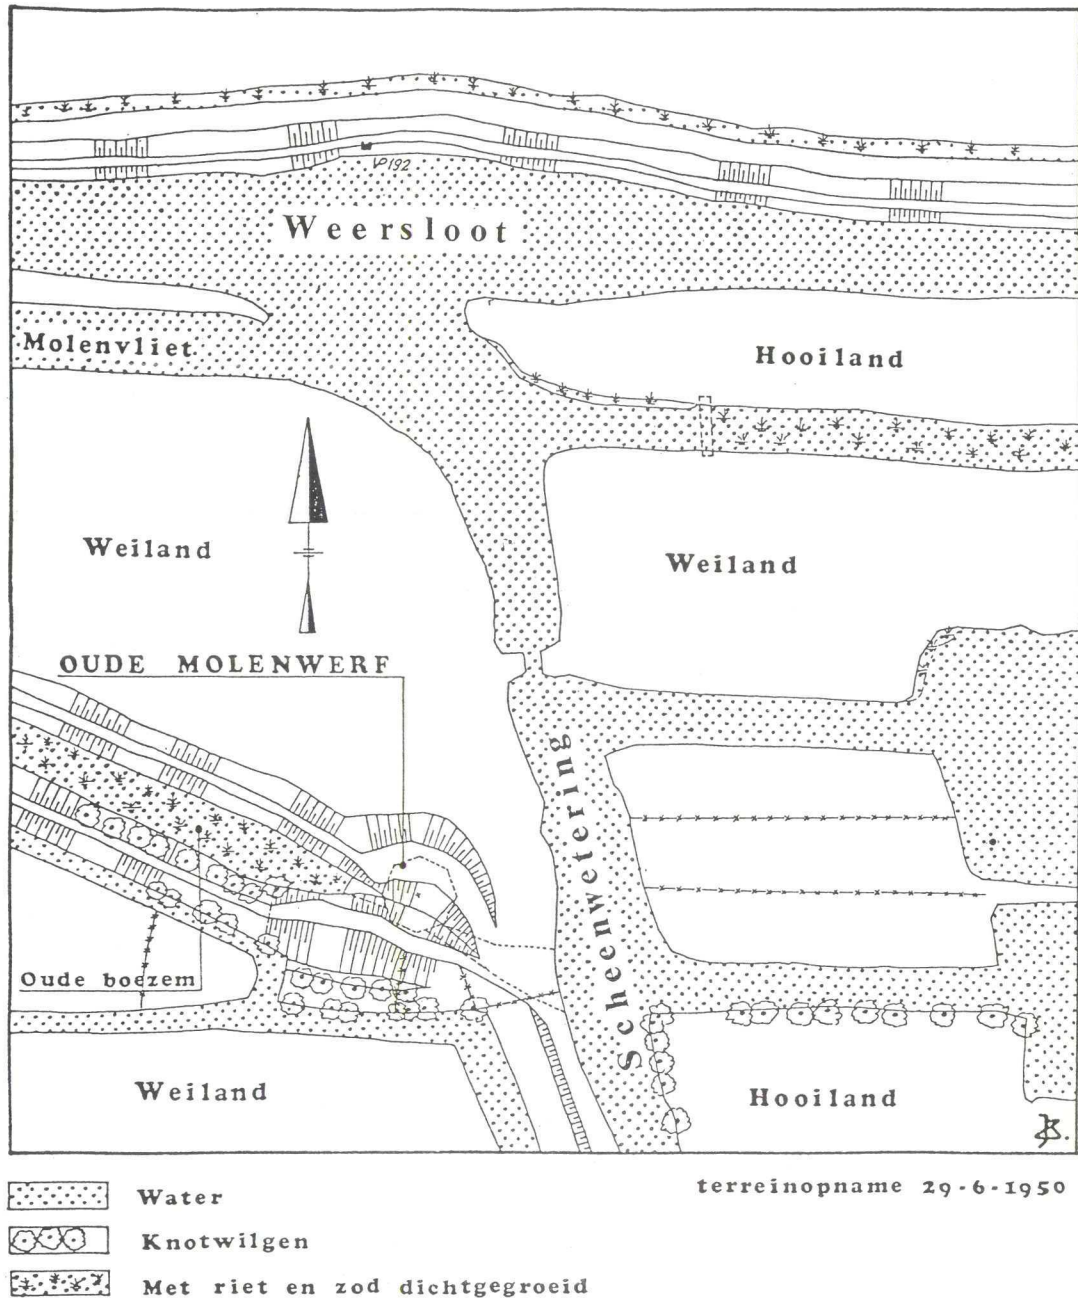 192
Weersloot
Molenvliet
Hooiland
Weiland
Weiland
OUDE MOLENWERF
Scheenwetering
Oude boezem
Weiland
Hooiland
terreinopname 29-6-1950
Water
Knotwilgen
Met riet en zod dichtgegroeid